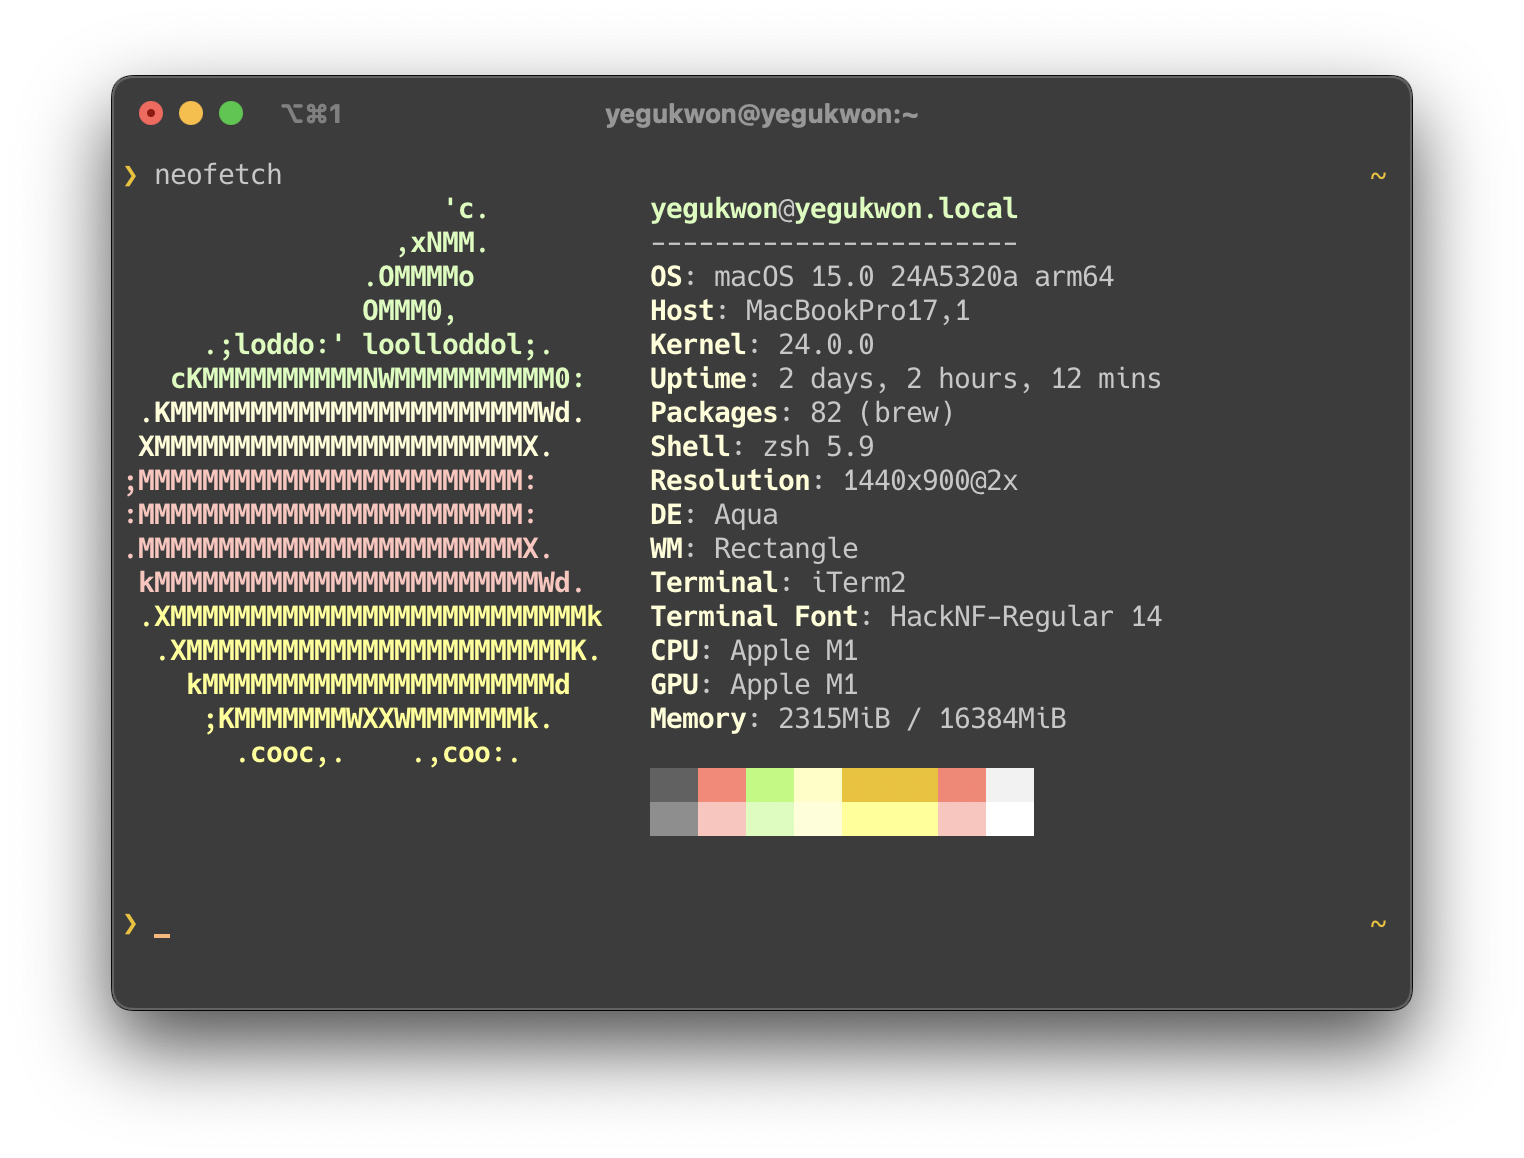 ⌥⌘1 yegukwon@yegukwon:~
❯ neofetch ~
                    'c.          yegukwon@yegukwon.local
                 ,xNMM.          -----------------------
               .OMMMMo           OS: macOS 15.0 24A5320a arm64
               OMMM0,            Host: MacBookPro17,1
     .;loddo:' loolloddol;.      Kernel: 24.0.0
   cKMMMMMMMMMMNWMMMMMMMMMM0:    Uptime: 2 days, 2 hours, 12 mins
 .KMMMMMMMMMMMMMMMMMMMMMMMWd.    Packages: 82 (brew)
 XMMMMMMMMMMMMMMMMMMMMMMMX.      Shell: zsh 5.9
;MMMMMMMMMMMMMMMMMMMMMMMM:       Resolution: 1440x900@2x
:MMMMMMMMMMMMMMMMMMMMMMMM:       DE: Aqua
.MMMMMMMMMMMMMMMMMMMMMMMMX.      WM: Rectangle
 kMMMMMMMMMMMMMMMMMMMMMMMMWd.    Terminal: iTerm2
 .XMMMMMMMMMMMMMMMMMMMMMMMMMMk   Terminal Font: HackNF-Regular 14
  .XMMMMMMMMMMMMMMMMMMMMMMMMK.   CPU: Apple M1
    kMMMMMMMMMMMMMMMMMMMMMMd     GPU: Apple M1
     ;KMMMMMMMWXXWMMMMMMMk.      Memory: 2315MiB / 16384MiB
       .cooc,.    .,coo:.
❯ _ ~